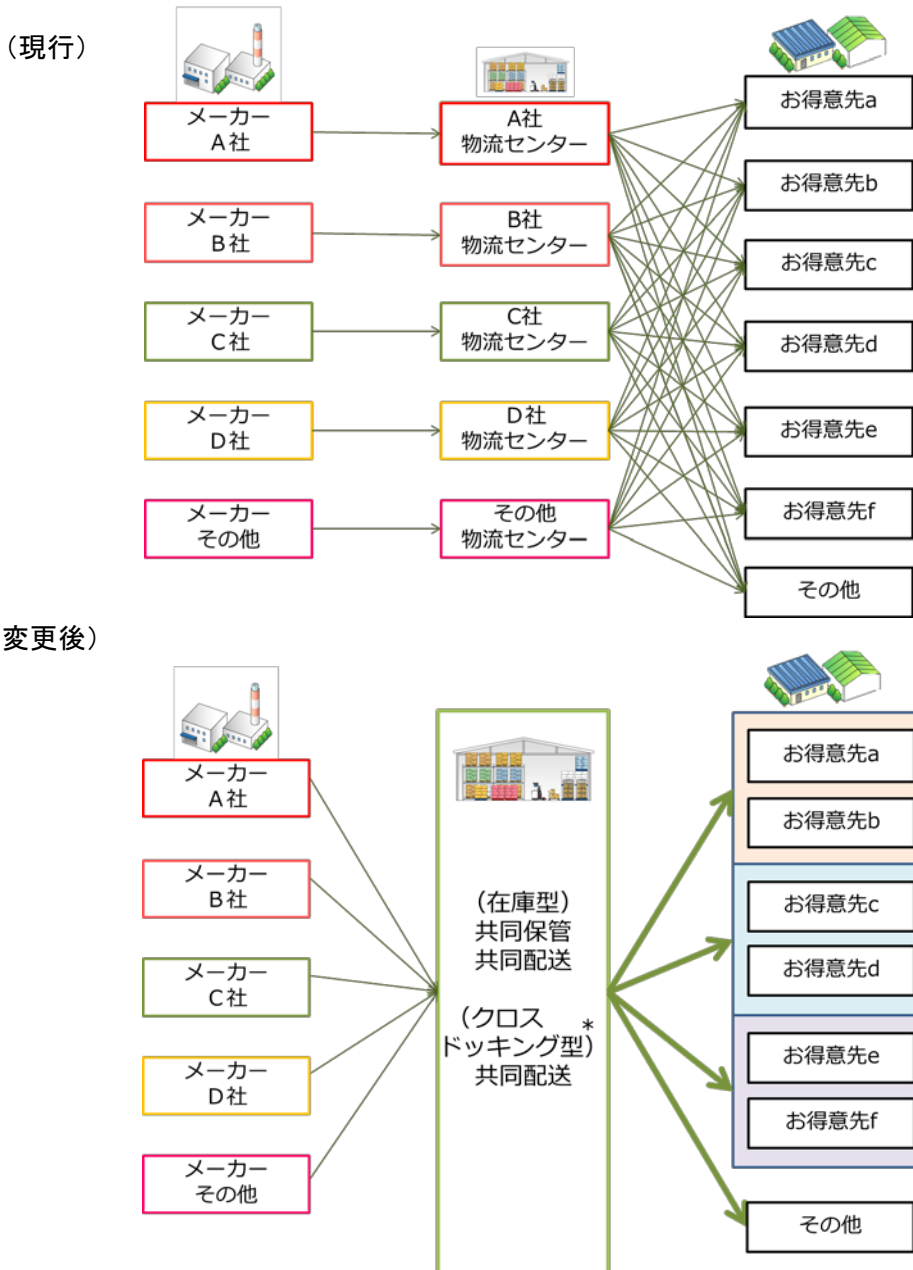 （現行）
メーカー
A社
A社
物流センター
お得意先a
メーカー
B社
B社
物流センター
お得意先b
お得意先c
メーカー
C社
C社
物流センター
お得意先d
メーカー
D社
D社
物流センター
お得意先e
メーカー
その他
その他
物流センター
お得意先f
その他
変更後）
メーカー
A社
メーカー
B社
メーカー
C社
メーカー
D社
メーカー
その他
（在庫型）
共同保管
共同配送
（クロス *
ドッキング型）
共同配送
お得意先a
お得意先b
お得意先c
お得意先d
お得意先e
お得意先f
その他